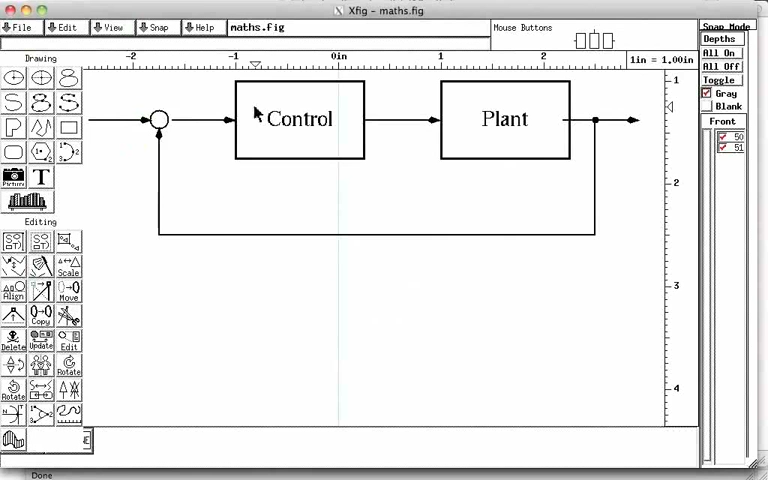 Xfig - maths.fig
File Edit View Snap Help maths.fig
Mouse Buttons
Snap Mode
Depths
All On
All Off
Toggle
Gray
Blank
Front
50
51
Drawing
-2 -1 0in 1 2 1in = 1.00in
1
2
3
4
Control
Plant
Picture
T
Editing
Scale
Align
Move
Copy
Delete
Update
Edit
Rotate
Rotate
Done